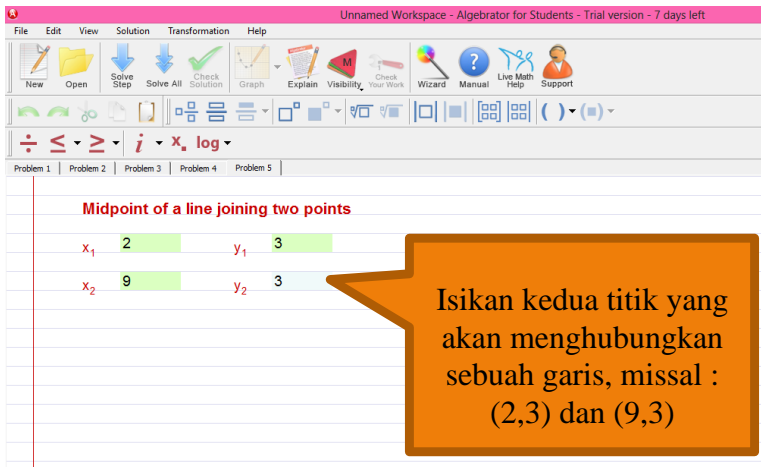 Unnamed Workspace - Algebrator for Students - Trial version - 7 days left
File Edit View Solution Transformation Help
New Open Solve Step Solve All Check Solution Graph Explain Visibility Check Your Work Wizard Manual Live Math Help Support
÷ ≤ ≥ i x log
Problem 1 Problem 2 Problem 3 Problem 4 Problem 5
Midpoint of a line joining two points
x₁ 2 y₁ 3
x₂ 9 y₂ 3
Isikan kedua titik yang
akan menghubungkan
sebuah garis, missal :
(2,3) dan (9,3)